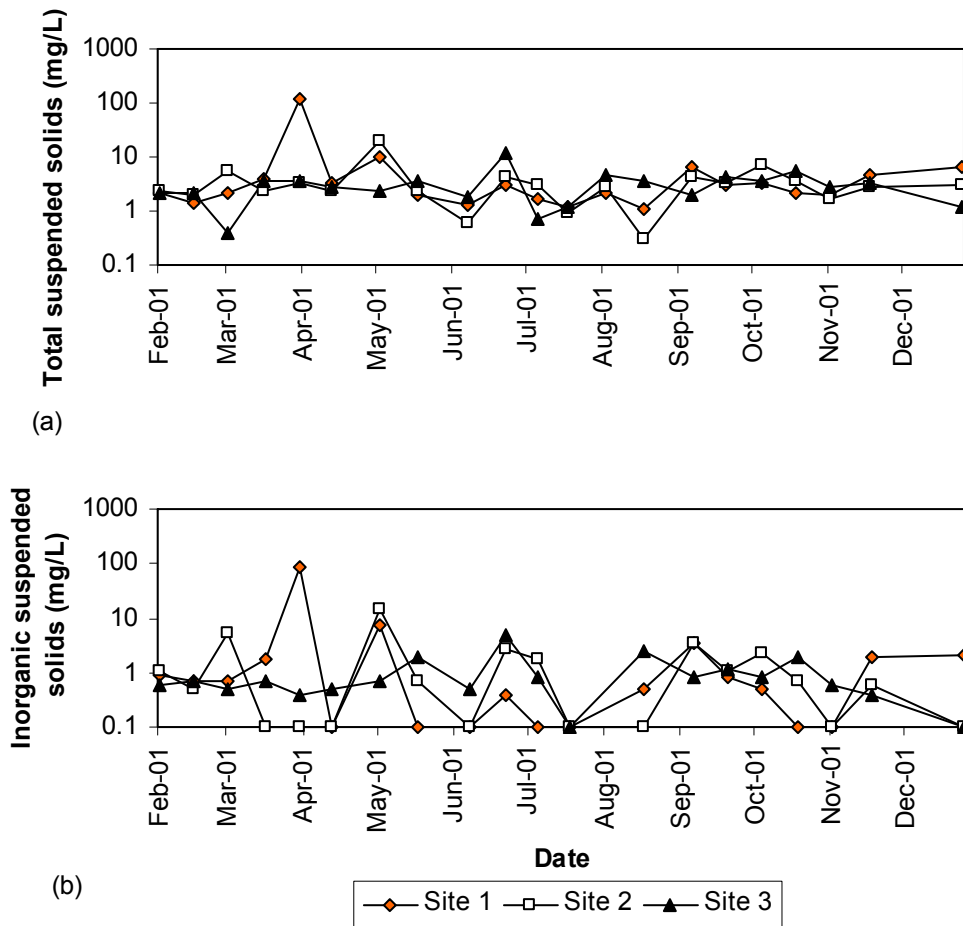 Total suspended solids (mg/L)
1000
100
10
1
0.1
Feb-01
Mar-01
Apr-01
May-01
Jun-01
Jul-01
Aug-01
Sep-01
Oct-01
Nov-01
Dec-01
(a)
Inorganic suspended
solids (mg/L)
1000
100
10
1
0.1
Feb-01
Mar-01
Apr-01
May-01
Jun-01
Jul-01
Aug-01
Sep-01
Oct-01
Nov-01
Dec-01
Date
(b)
Site 1 Site 2 Site 3